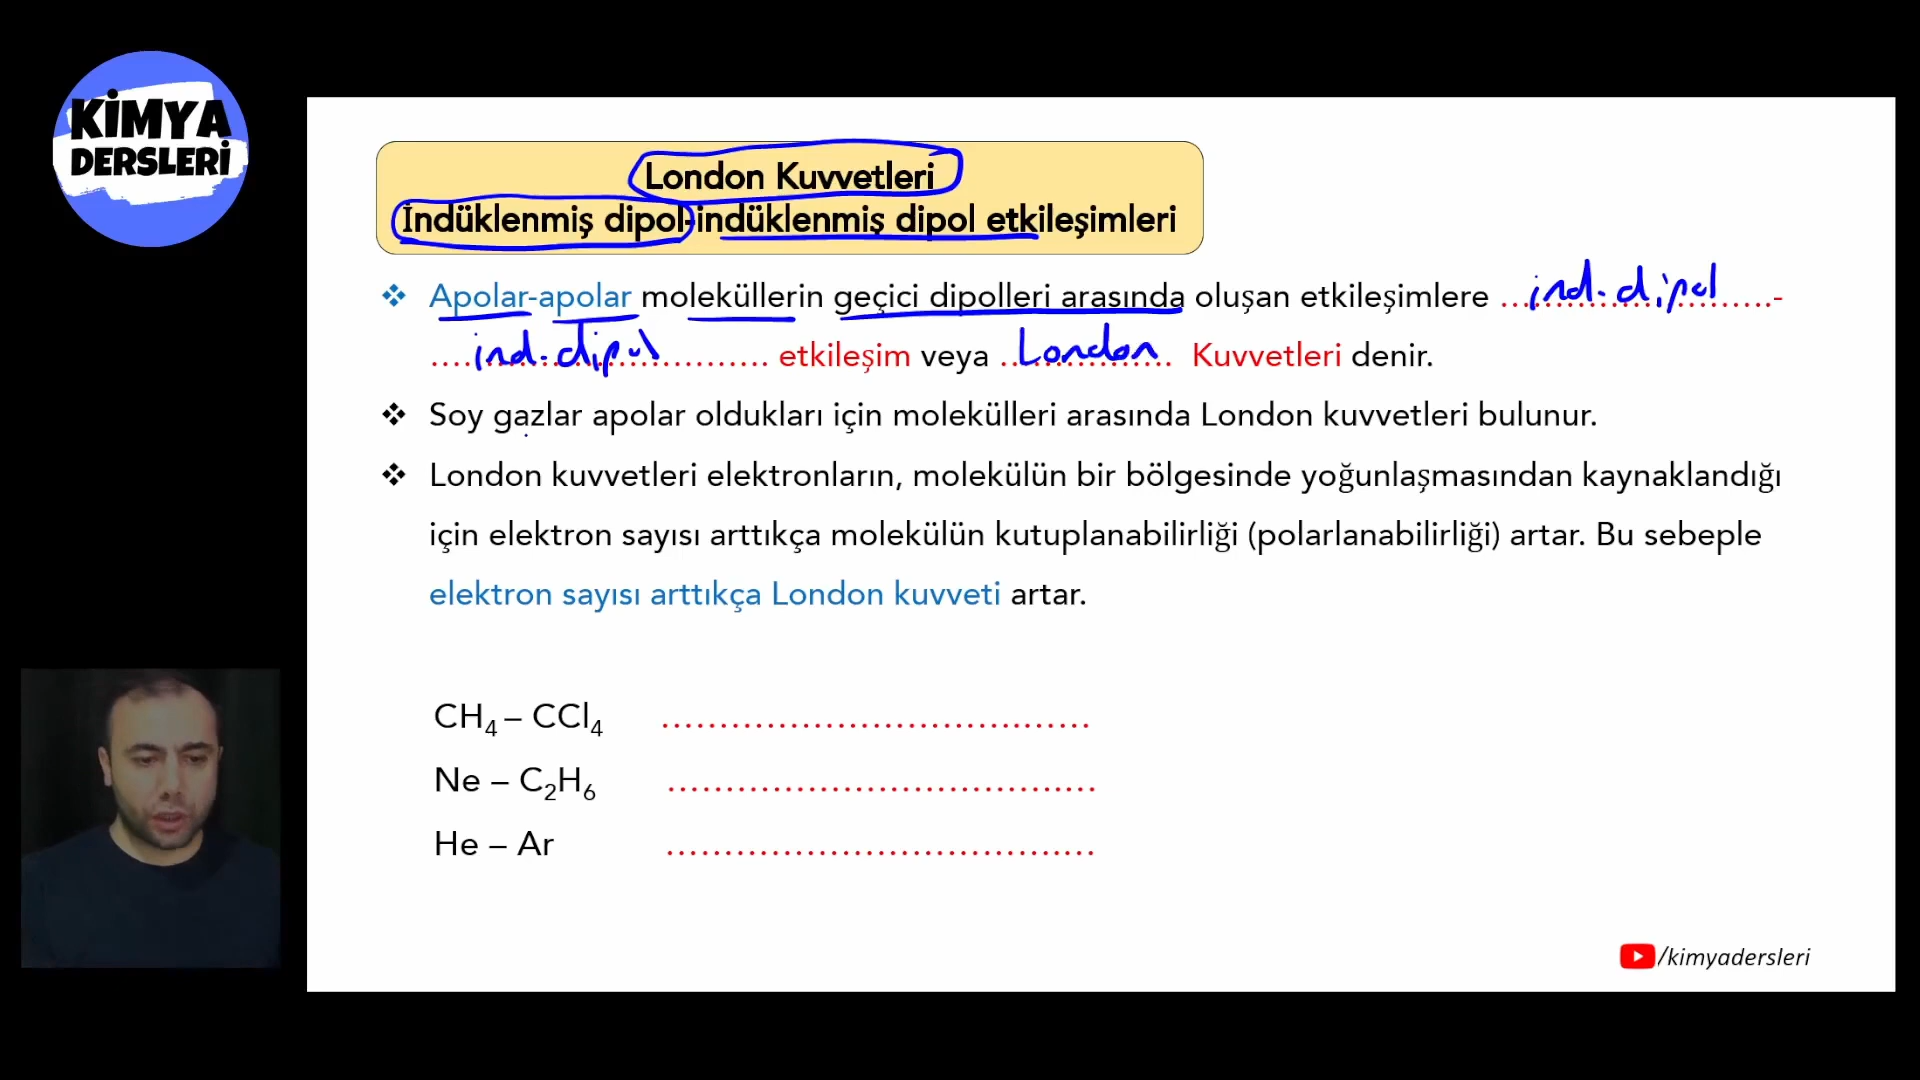 KİMYA
DERSLERİ
London Kuvvetleri
İndüklenmiş dipol-indüklenmiş dipol etkileşimleri
❖ Apolar-apolar moleküllerin geçici dipolleri arasında oluşan etkileşimlere ...ind. dipol...-
...ind. dipol... etkileşim veya ...London... Kuvvetleri denir.
❖ Soy gazlar apolar oldukları için molekülleri arasında London kuvvetleri bulunur.
❖ London kuvvetleri elektronların, molekülün bir bölgesinde yoğunlaşmasından kaynaklandığı
için elektron sayısı arttıkça molekülün kutuplanabilirliği (polarlanabilirliği) artar. Bu sebeple
elektron sayısı arttıkça London kuvveti artar.
CH₄ – CCl₄ ....................................
Ne – C₂H₆ ....................................
He – Ar ....................................
/kimyadersleri